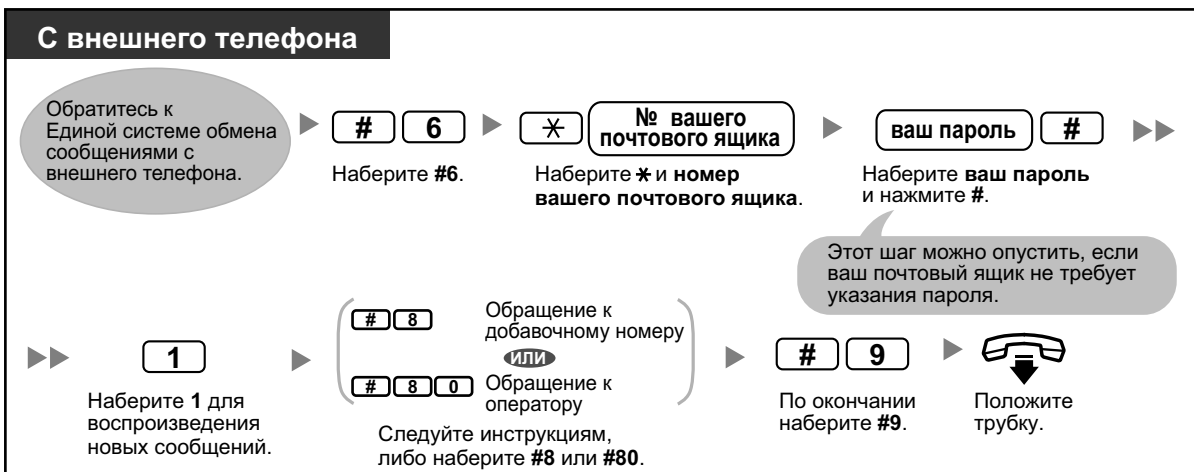 С внешнего телефона
Обратитесь к
Единой системе обмена
сообщениями с
внешнего телефона.
# 6
Наберите #6.
✳ № вашего
почтового ящика
Наберите ✳ и номер
вашего почтового ящика.
ваш пароль #
Наберите ваш пароль
и нажмите #.
Этот шаг можно опустить, если
ваш почтовый ящик не требует
указания пароля.
1
Наберите 1 для
воспроизведения
новых сообщений.
# 8 Обращение к
добавочному номеру
ИЛИ
# 8 0 Обращение к
оператору
Следуйте инструкциям,
либо наберите #8 или #80.
# 9
По окончании
наберите #9.
Положите
трубку.